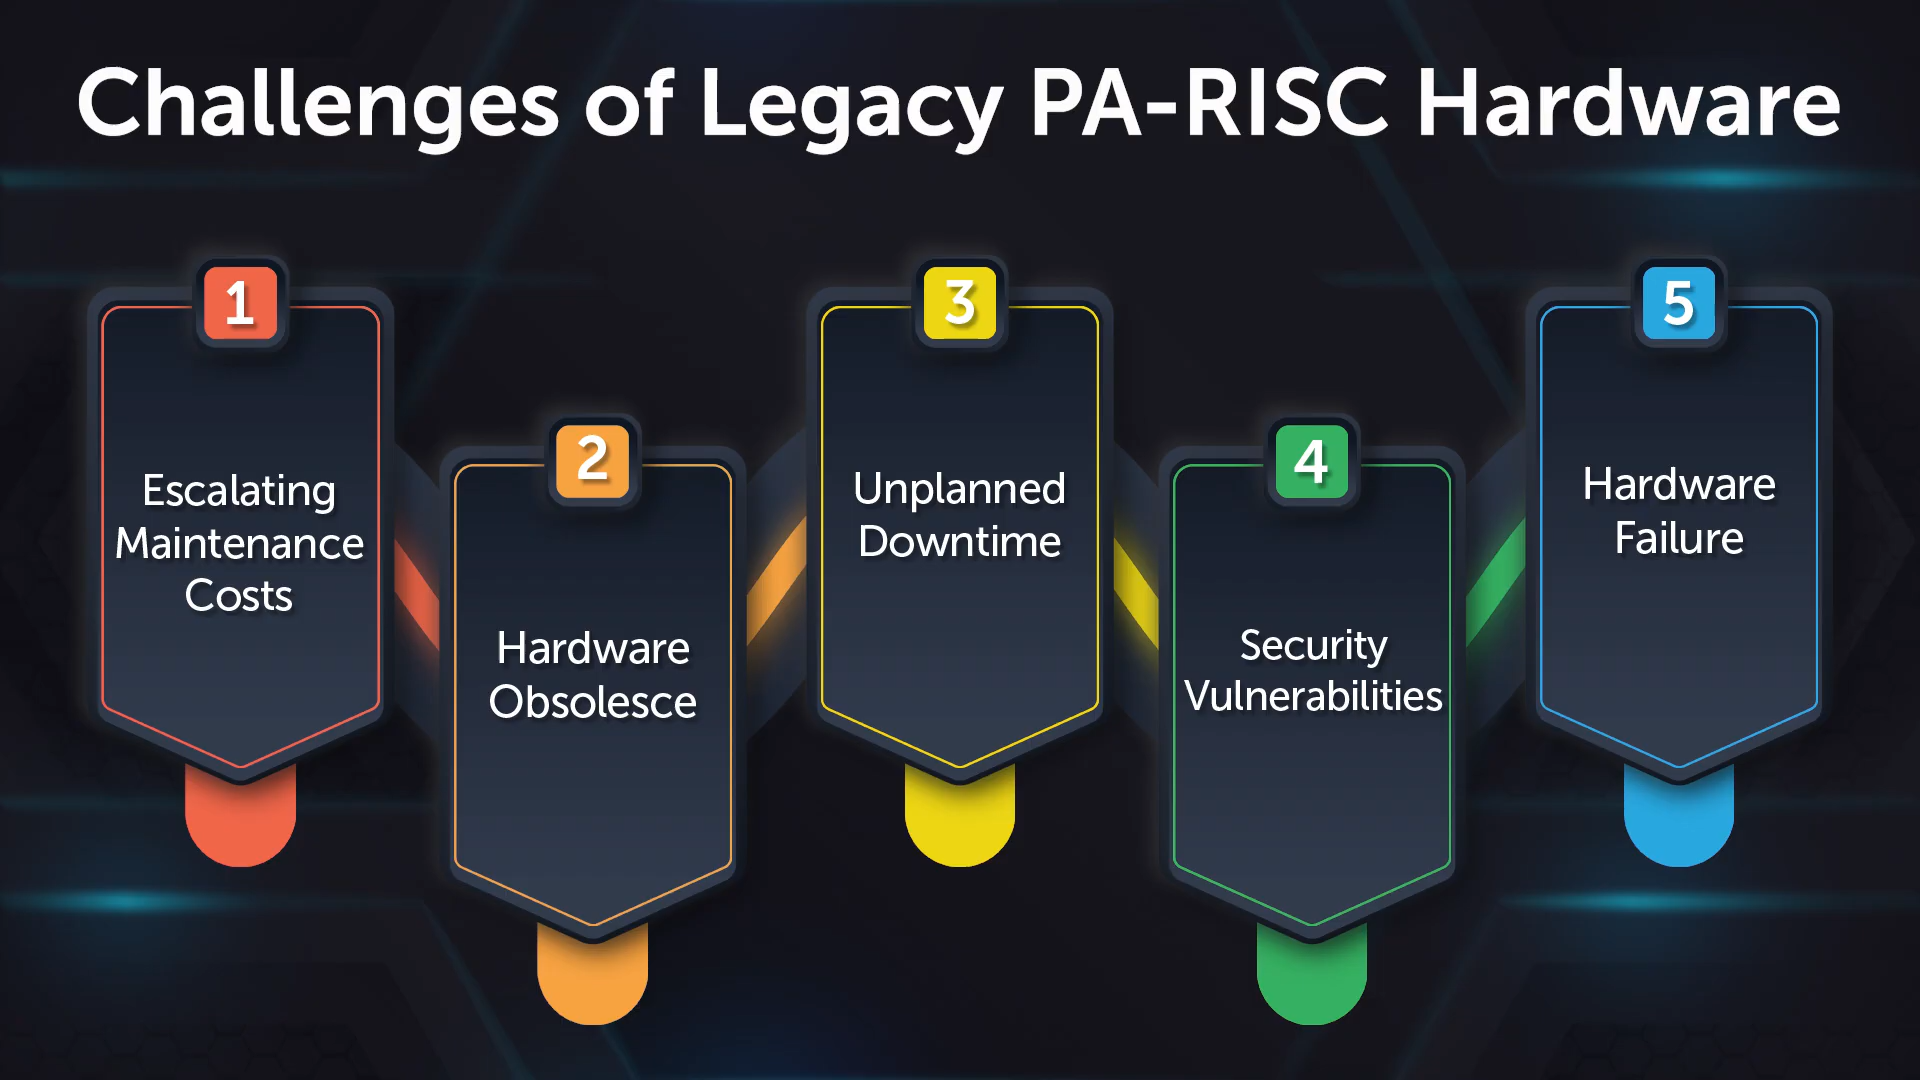 Challenges of Legacy PA-RISC Hardware
1
Escalating
Maintenance
Costs
2
Hardware
Obsolesce
3
Unplanned
Downtime
4
Security
Vulnerabilities
5
Hardware
Failure